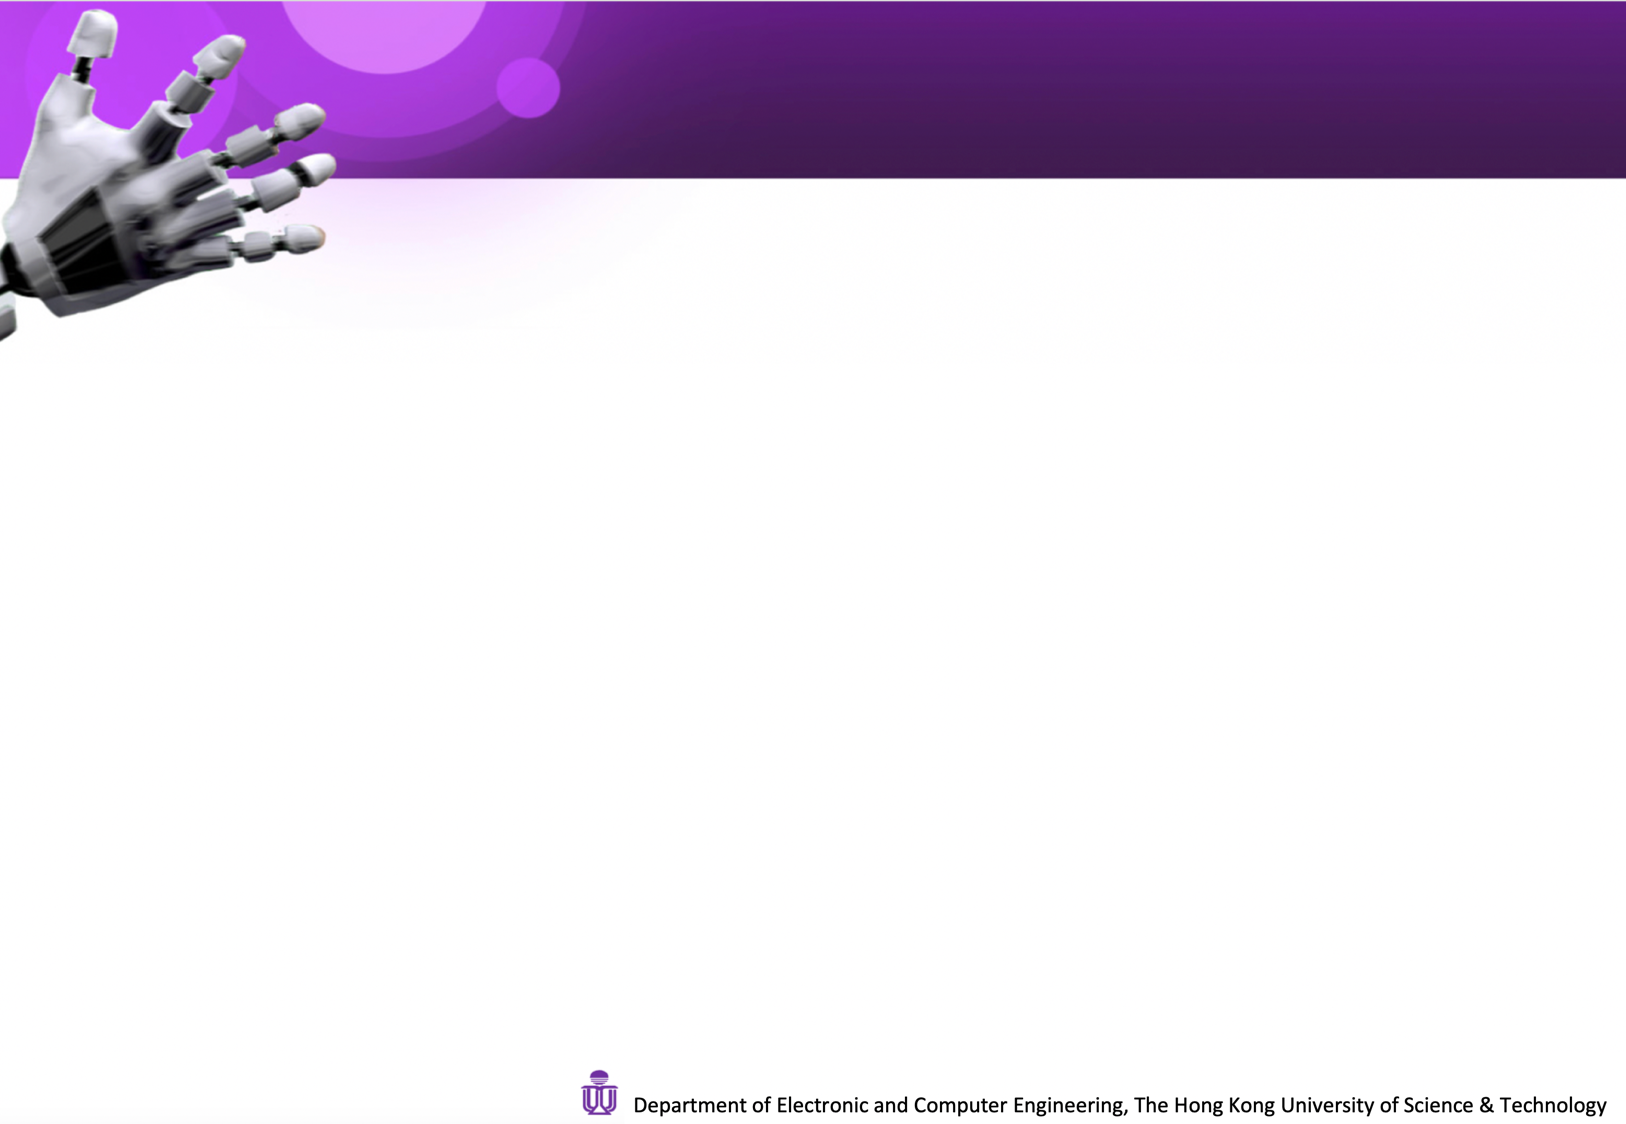 Department of Electronic and Computer Engineering, The Hong Kong University of Science & Technology